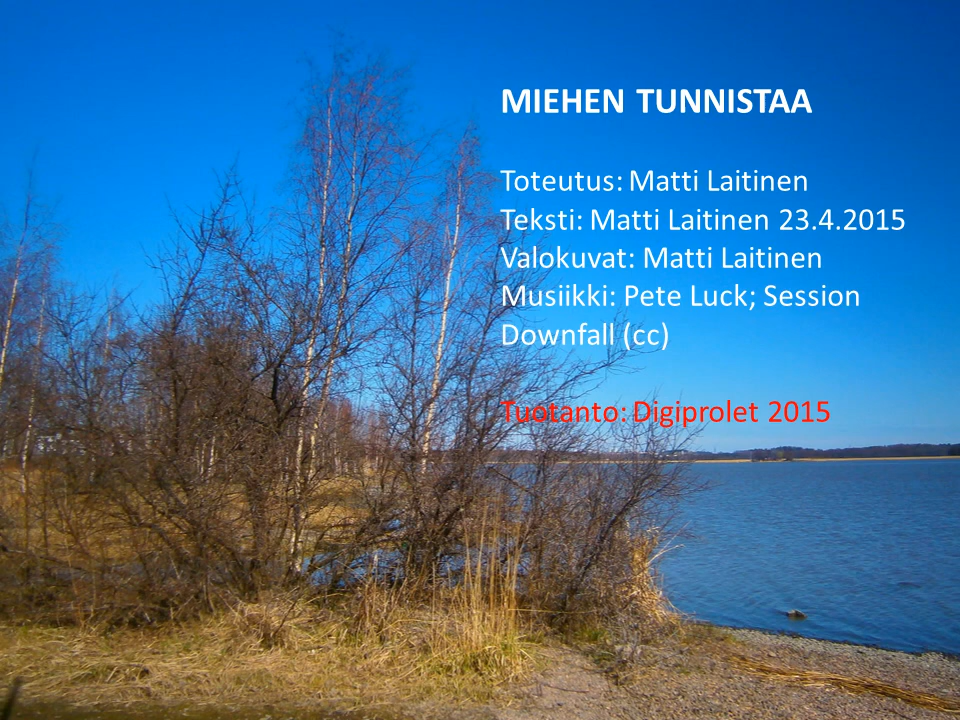 MIEHEN TUNNISTAA
Toteutus: Matti Laitinen
Teksti: Matti Laitinen 23.4.2015
Valokuvat: Matti Laitinen
Musiikki: Pete Luck; Session
Downfall (cc)
Tuotanto: Digiprolet 2015